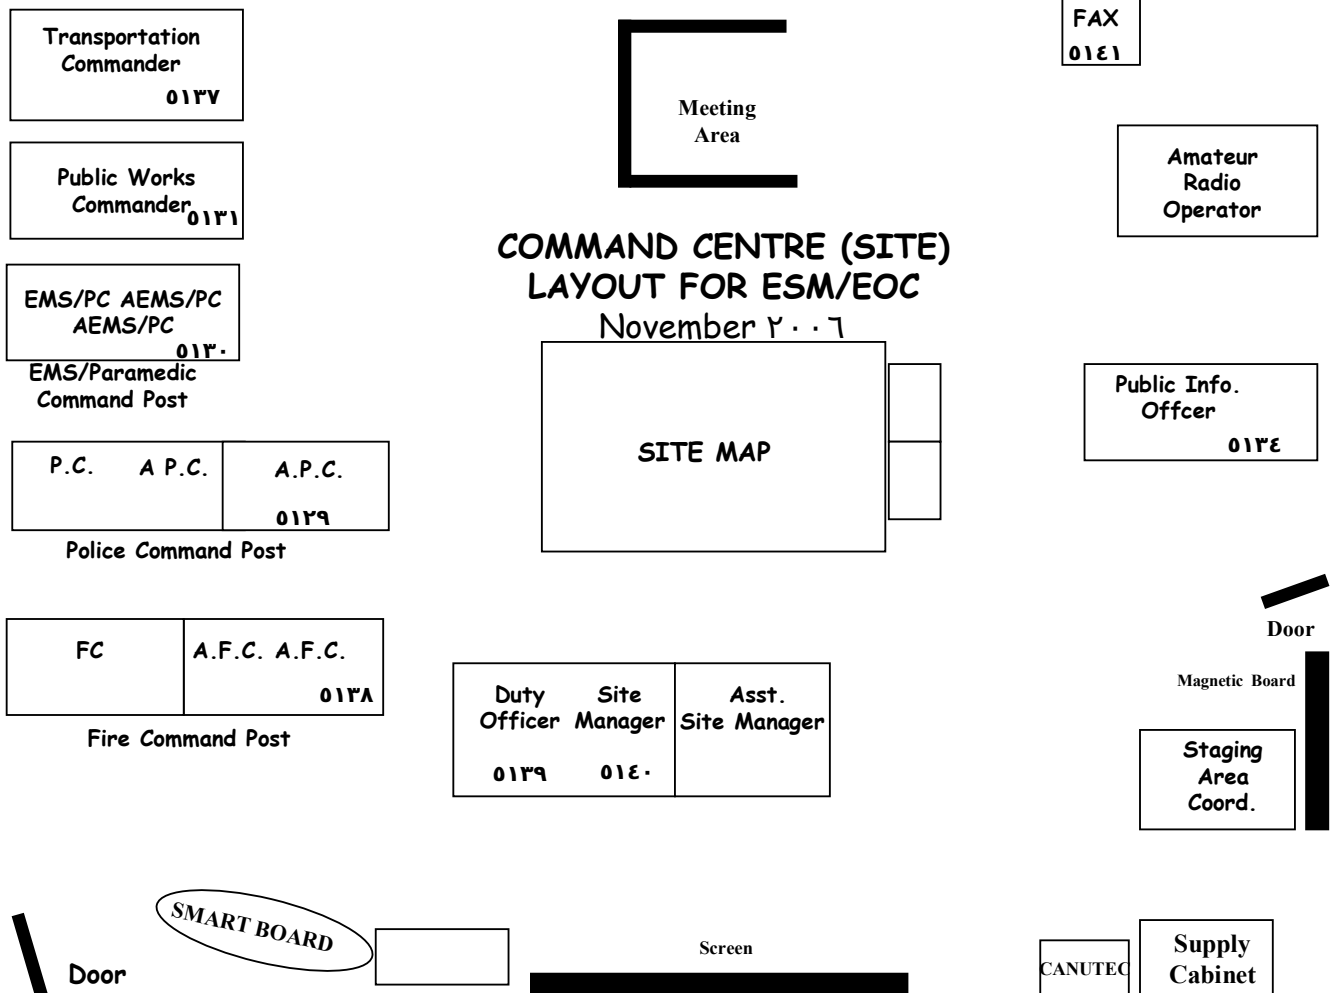 Transportation
Commander
٥١٣٧
Public Works
Commander
٥١٣١
EMS/PC AEMS/PC
AEMS/PC
٥١٣٠
EMS/Paramedic
Command Post
P.C. A P.C. A.P.C.
٥١٢٩
Police Command Post
FC A.F.C. A.F.C.
٥١٣٨
Fire Command Post
Meeting
Area
COMMAND CENTRE (SITE)
LAYOUT FOR ESM/EOC
November ٢٠٠٦
SITE MAP
Duty
Officer
٥١٣٩
Site
Manager
٥١٤٠
Asst.
Site Manager
FAX
٥١٤١
Amateur
Radio
Operator
Public Info.
Offcer
٥١٣٤
Door
Magnetic Board
Staging
Area
Coord.
SMART BOARD
Door
Screen
CANUTEC
Supply
Cabinet